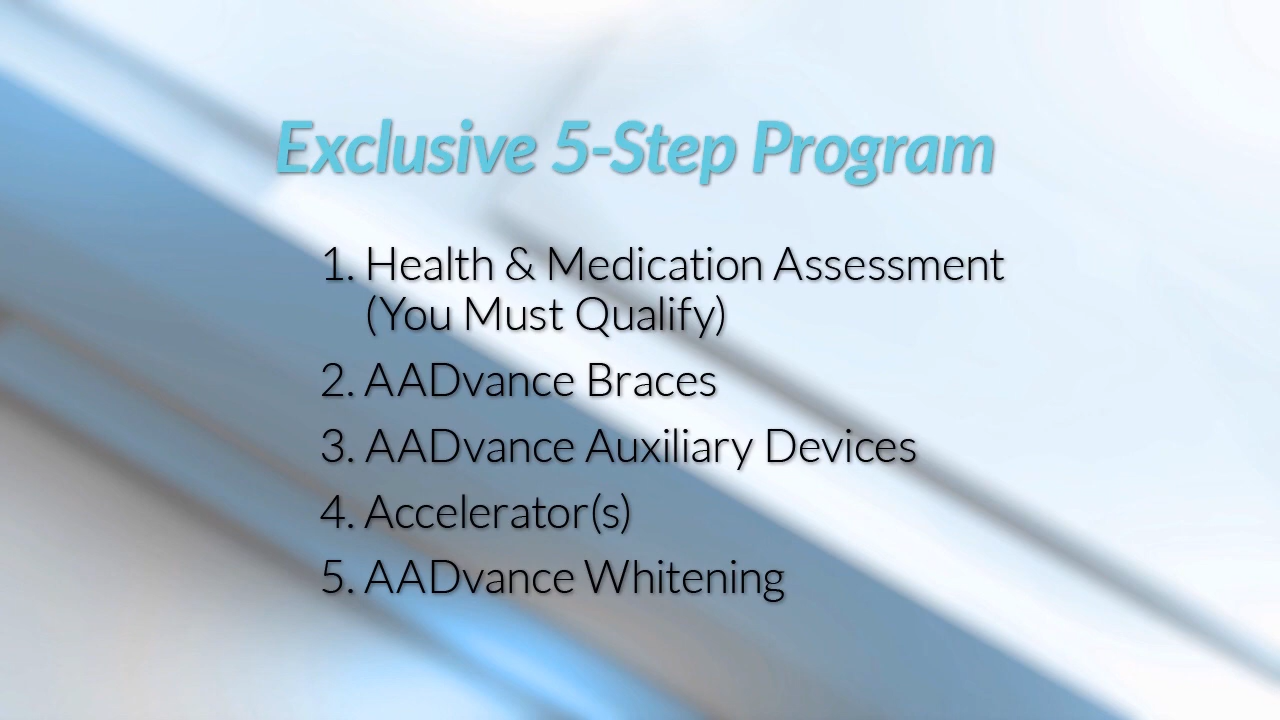 Exclusive 5-Step Program
1. Health & Medication Assessment
(You Must Qualify)
2. AADvance Braces
3. AADvance Auxiliary Devices
4. Accelerator(s)
5. AADvance Whitening